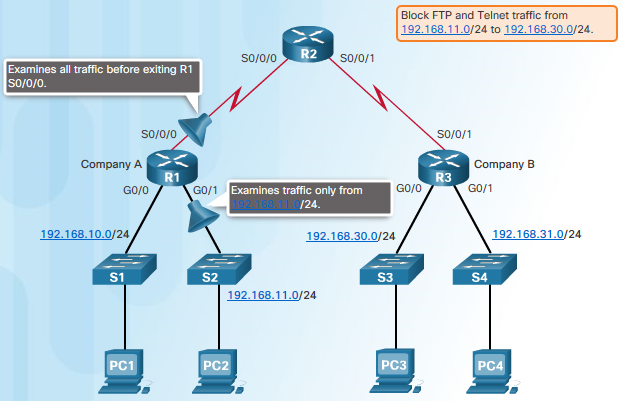 Block FTP and Telnet traffic from
192.168.11.0/24 to 192.168.30.0/24.
R2
S0/0/0
S0/0/1
Examines all traffic before exiting R1
S0/0/0.
S0/0/0
S0/0/1
Company A
R1
R3
Company B
G0/0
G0/1
Examines traffic only from
192.168.11.0/24.
G0/0
G0/1
192.168.10.0/24
192.168.30.0/24
192.168.31.0/24
S1
S2
S3
S4
192.168.11.0/24
PC1
PC2
PC3
PC4